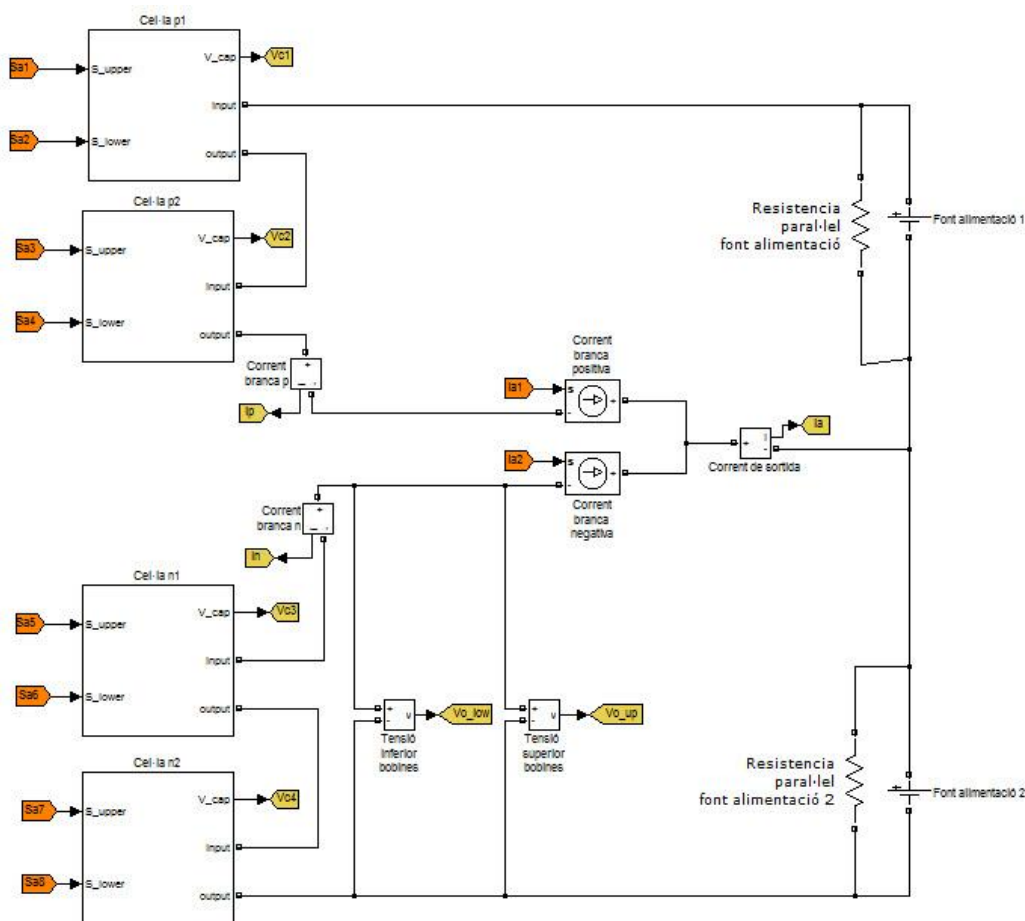 Cel·la p1
Sa1
S_upper
V_cap
Vc1
Input
Sa2
S_lower
output
Cel·la p2
Sa3
S_upper
V_cap
Vc2
Input
Sa4
S_lower
output
Resistencia
paral·lel
font alimentació
+
Font alimentació 1
Corrent
branca p
+
-
Ip
Corrent
branca
positiva
Ia1
s
-
+
Ia2
s
-
+
Corrent
branca
negativa
+
I
-
Ia
Corrent de sortida
Corrent
branca n
+
-
In
Cel·la n1
Sa5
S_upper
V_cap
Vc3
Input
Sa6
S_lower
output
+
-
v
Vo_low
Tensió
inferior
bobines
+
-
v
Vo_up
Tensió
superior
bobines
Cel·la n2
Sa7
S_upper
V_cap
Vc4
Input
Sa8
S_lower
output
Resistencia
paral·lel
font alimentació 2
+
Font alimentació 2